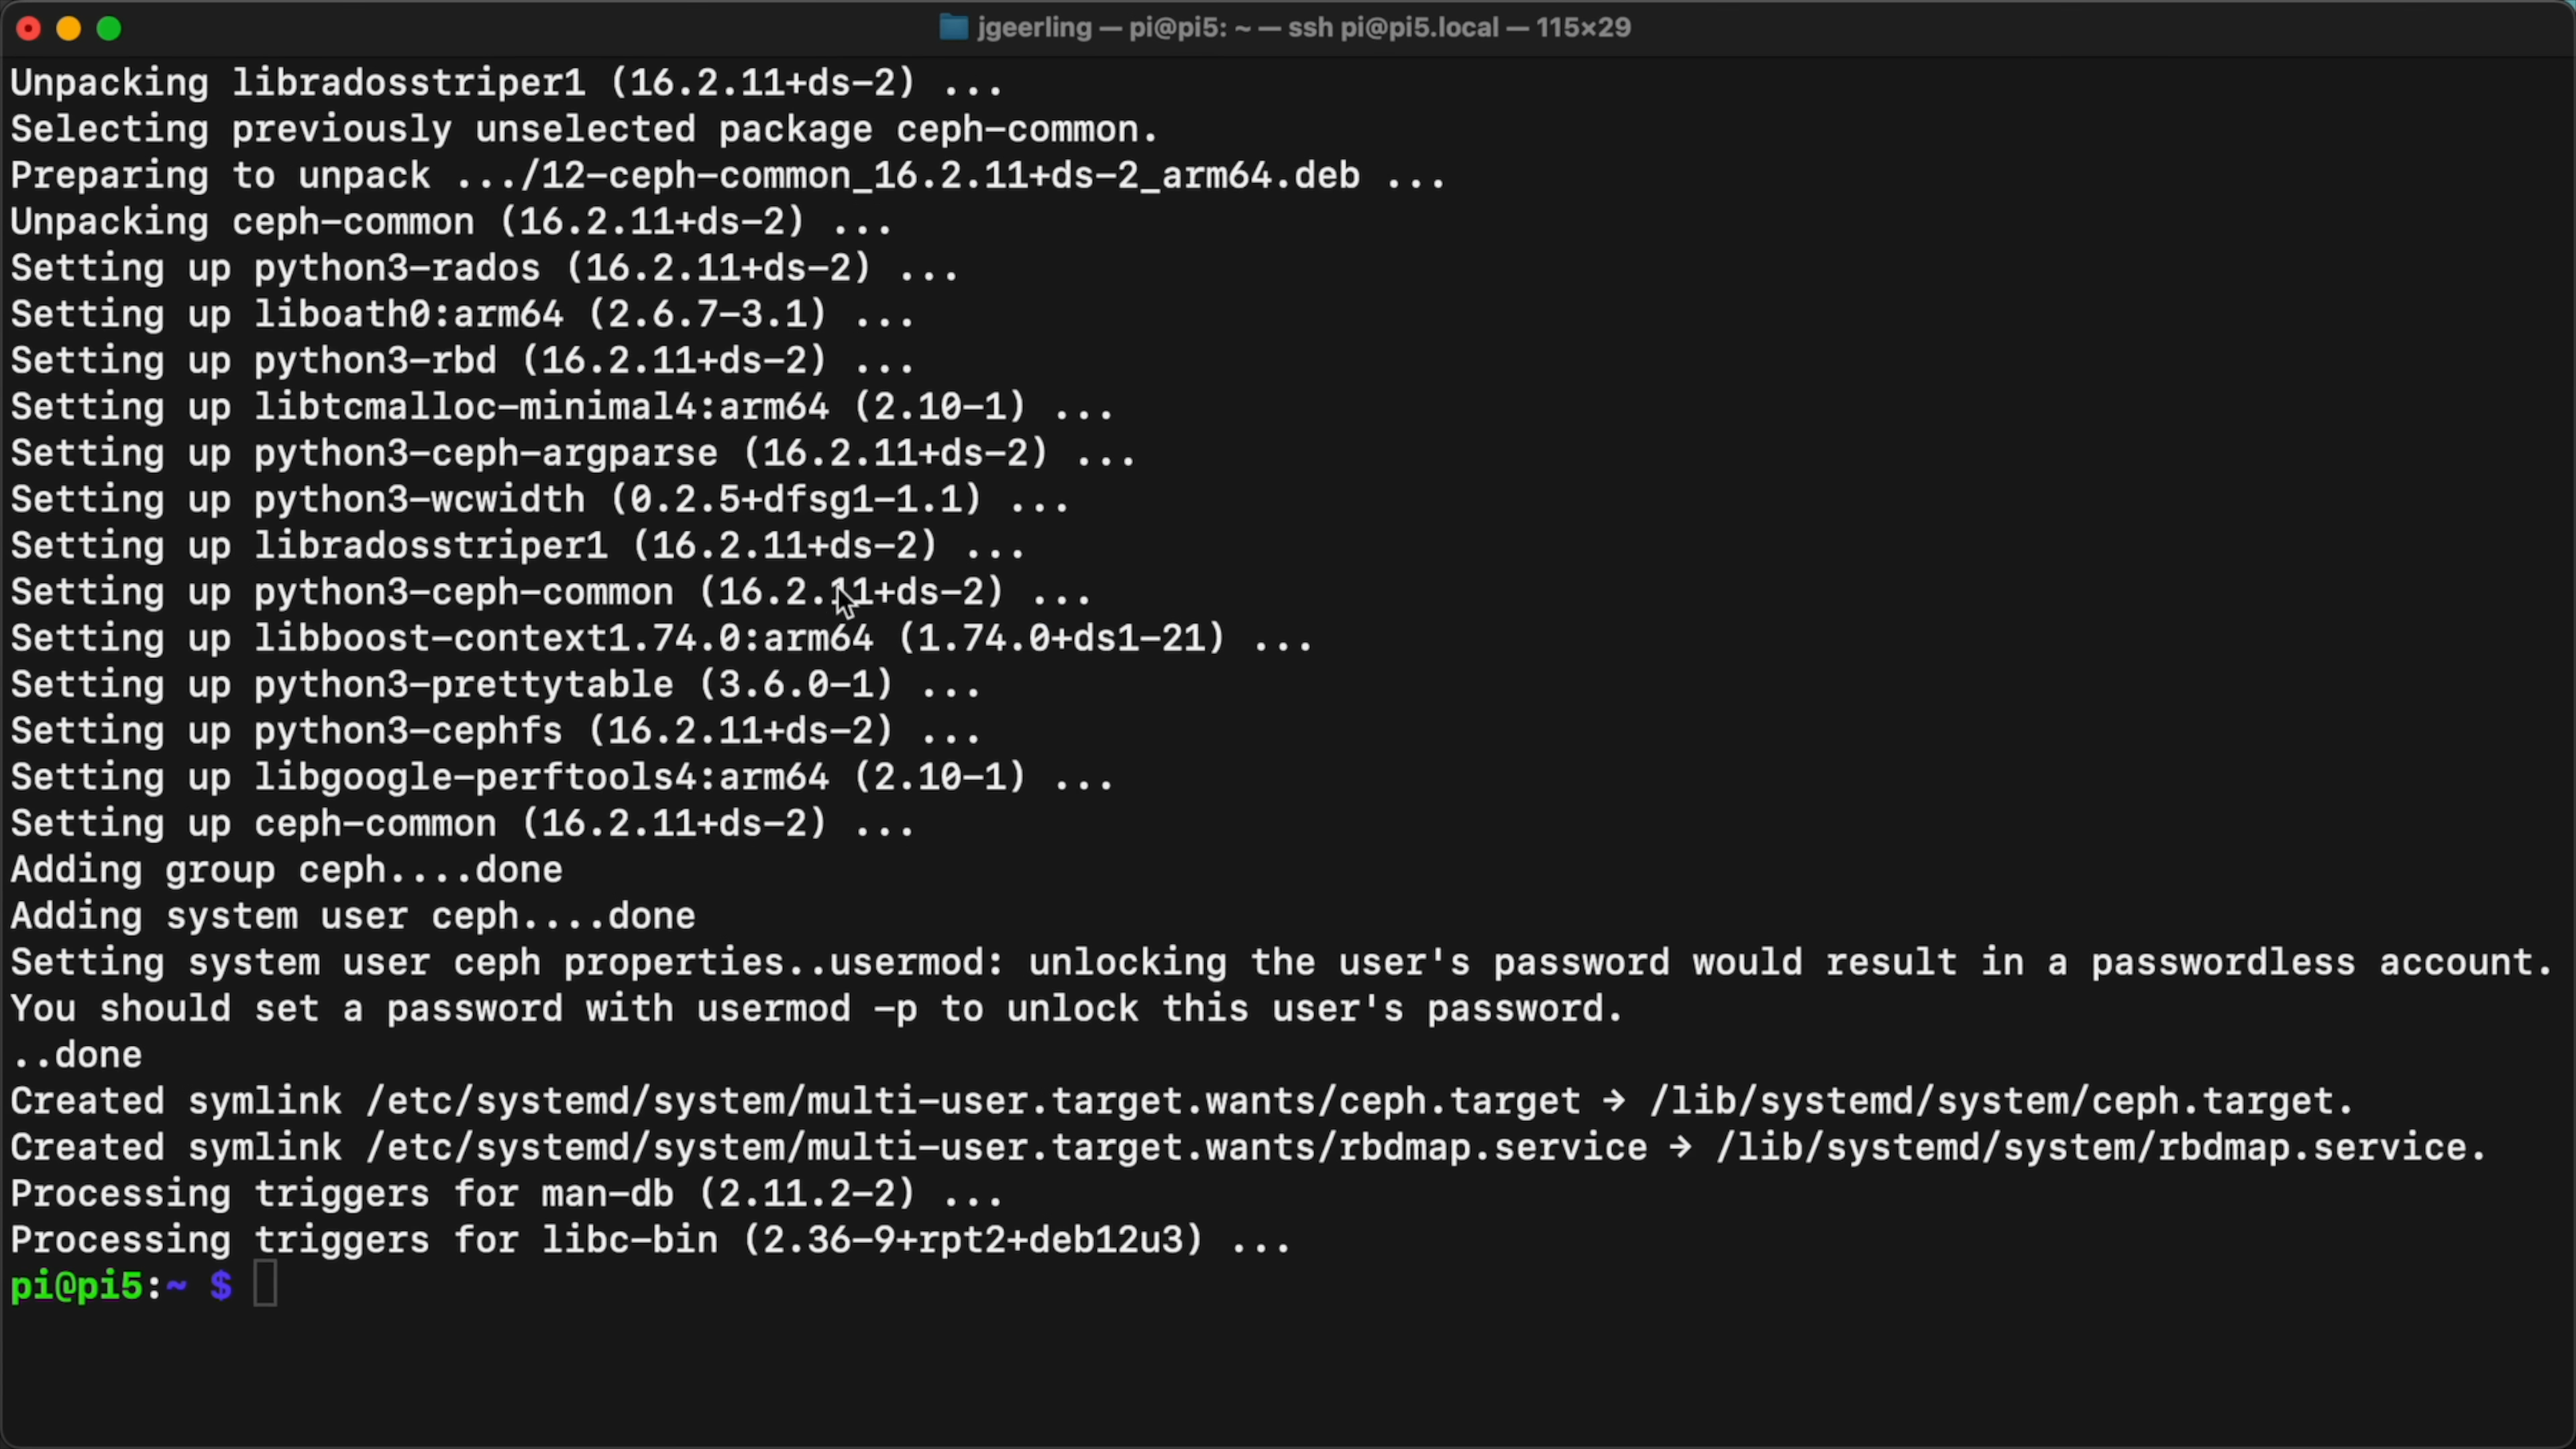 jgeerling — pi@pi5: ~ — ssh pi@pi5.local — 115×29
Unpacking libradosstriper1 (16.2.11+ds-2) ...
Selecting previously unselected package ceph-common.
Preparing to unpack .../12-ceph-common_16.2.11+ds-2_arm64.deb ...
Unpacking ceph-common (16.2.11+ds-2) ...
Setting up python3-rados (16.2.11+ds-2) ...
Setting up liboath0:arm64 (2.6.7-3.1) ...
Setting up python3-rbd (16.2.11+ds-2) ...
Setting up libtcmalloc-minimal4:arm64 (2.10-1) ...
Setting up python3-ceph-argparse (16.2.11+ds-2) ...
Setting up python3-wcwidth (0.2.5+dfsg1-1.1) ...
Setting up libradosstriper1 (16.2.11+ds-2) ...
Setting up python3-ceph-common (16.2.11+ds-2) ...
Setting up libboost-context1.74.0:arm64 (1.74.0+ds1-21) ...
Setting up python3-prettytable (3.6.0-1) ...
Setting up python3-cephfs (16.2.11+ds-2) ...
Setting up libgoogle-perftools4:arm64 (2.10-1) ...
Setting up ceph-common (16.2.11+ds-2) ...
Adding group ceph....done
Adding system user ceph....done
Setting system user ceph properties..usermod: unlocking the user's password would result in a passwordless account.
You should set a password with usermod -p to unlock this user's password.
..done
Created symlink /etc/systemd/system/multi-user.target.wants/ceph.target → /lib/systemd/system/ceph.target.
Created symlink /etc/systemd/system/multi-user.target.wants/rbdmap.service → /lib/systemd/system/rbdmap.service.
Processing triggers for man-db (2.11.2-2) ...
Processing triggers for libc-bin (2.36-9+rpt2+deb12u3) ...
pi@pi5:~ $